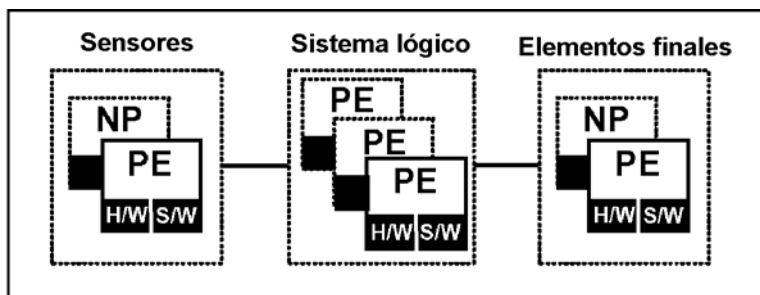 Sensores
Sistema lógico
Elementos finales
NP
PE
H/W S/W
PE
PE
PE
H/W S/W
NP
PE
H/W S/W